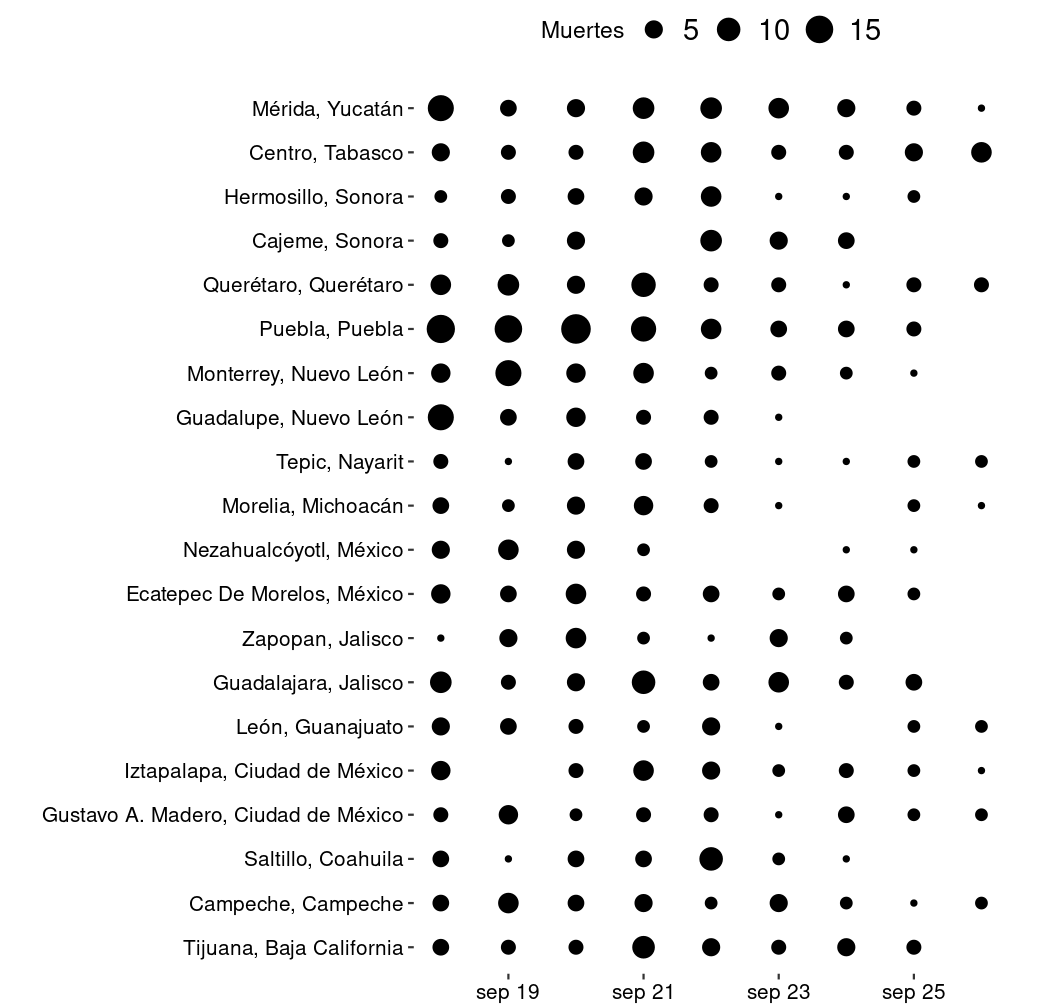 Muertes 5 10 15
Mérida, Yucatán
Centro, Tabasco
Hermosillo, Sonora
Cajeme, Sonora
Querétaro, Querétaro
Puebla, Puebla
Monterrey, Nuevo León
Guadalupe, Nuevo León
Tepic, Nayarit
Morelia, Michoacán
Nezahualcóyotl, México
Ecatepec De Morelos, México
Zapopan, Jalisco
Guadalajara, Jalisco
León, Guanajuato
Iztapalapa, Ciudad de México
Gustavo A. Madero, Ciudad de México
Saltillo, Coahuila
Campeche, Campeche
Tijuana, Baja California
sep 19 sep 21 sep 23 sep 25